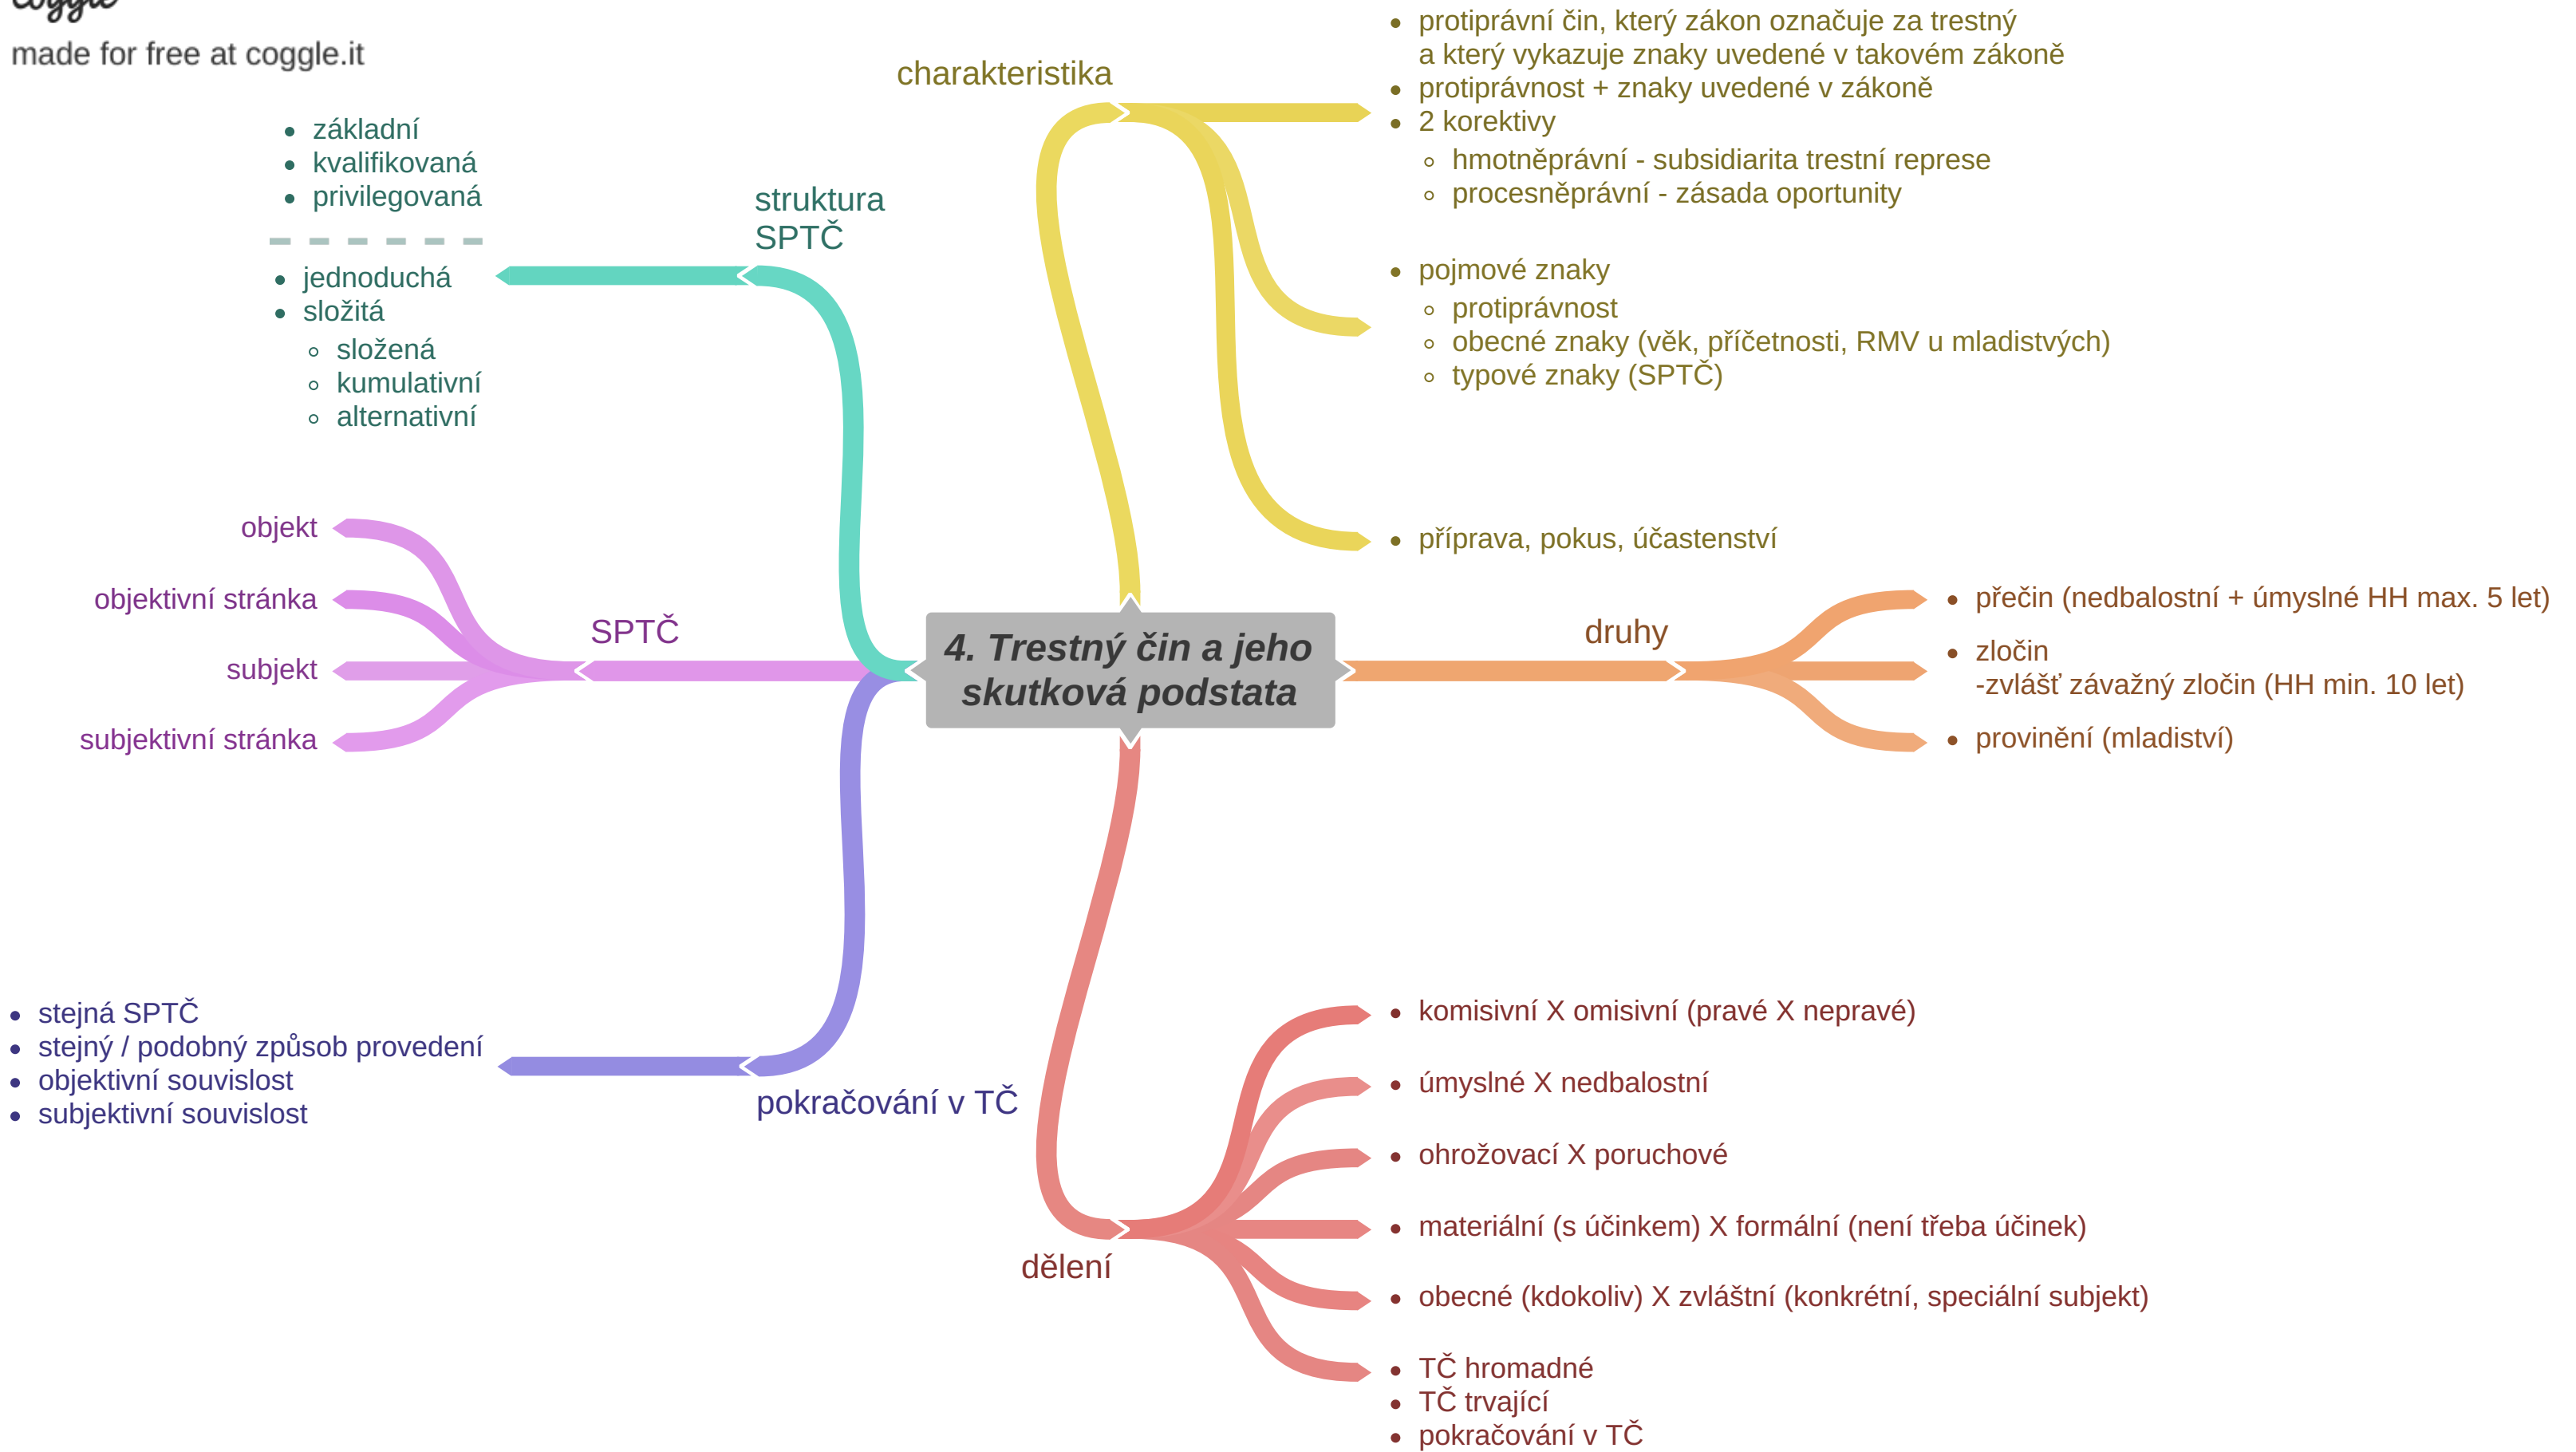 coggle
made for free at coggle.it
charakteristika
protiprávní čin, který zákon označuje za trestný
a který vykazuje znaky uvedené v takovém zákoně
protiprávnost + znaky uvedené v zákoně
2 korektivy
hmotněprávní - subsidiarita trestní represe
procesněprávní - zásada oportunity
pojmové znaky
protiprávnost
obecné znaky (věk, příčetnosti, RMV u mladistvých)
typové znaky (SPTČ)
příprava, pokus, účastenství
struktura
SPTČ
základní
kvalifikovaná
privilegovaná
jednoduchá
složitá
složená
kumulativní
alternativní
SPTČ
objekt
objektivní stránka
subjekt
subjektivní stránka
4. Trestný čin a jeho
skutková podstata
druhy
přečin (nedbalostní + úmyslné HH max. 5 let)
zločin
-zvlášť závažný zločin (HH min. 10 let)
provinění (mladiství)
pokračování v TČ
stejná SPTČ
stejný / podobný způsob provedení
objektivní souvislost
subjektivní souvislost
dělení
komisivní X omisivní (pravé X nepravé)
úmyslné X nedbalostní
ohrožovací X poruchové
materiální (s účinkem) X formální (není třeba účinek)
obecné (kdokoliv) X zvláštní (konkrétní, speciální subjekt)
TČ hromadné
TČ trvající
pokračování v TČ